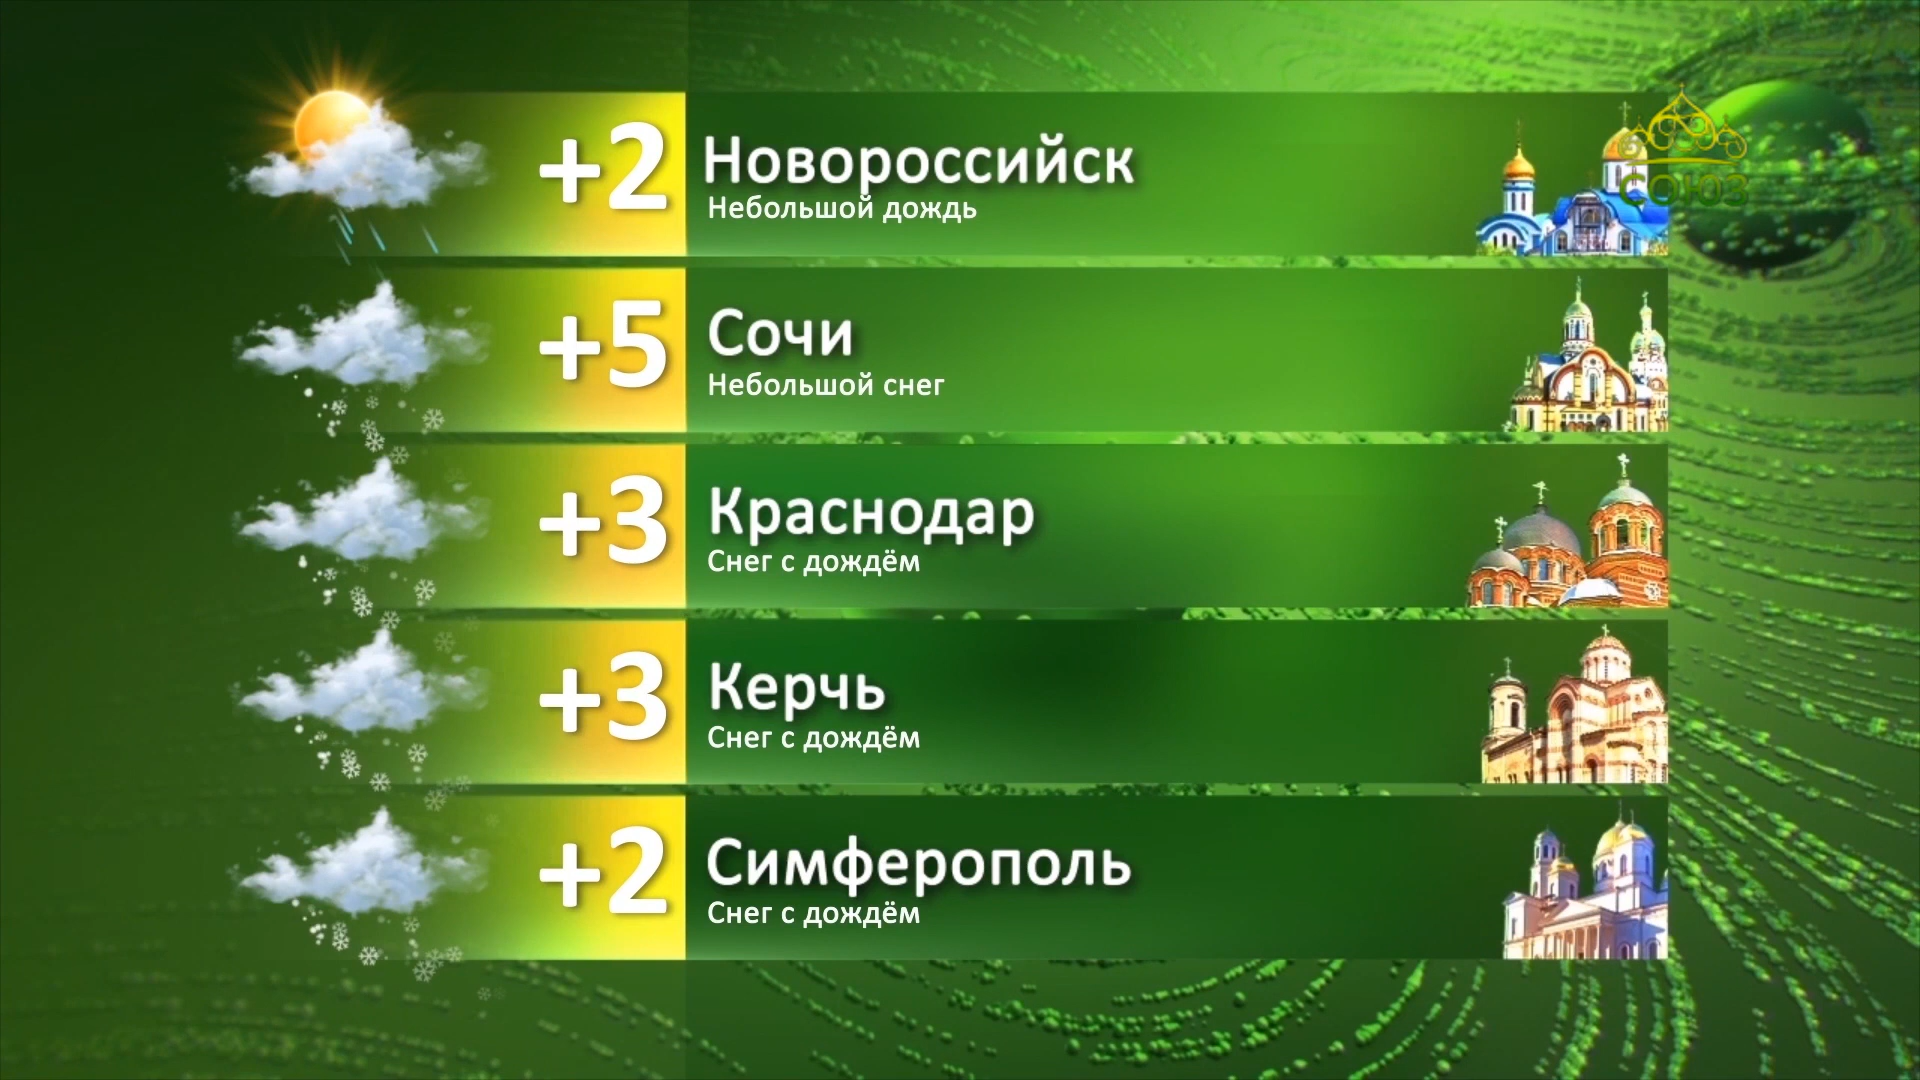 +2
Новороссийск
Небольшой дождь
СОЮЗ
+5
Сочи
Небольшой снег
+3
Краснодар
Снег с дождём
+3
Керчь
Снег с дождём
+2
Симферополь
Снег с дождём